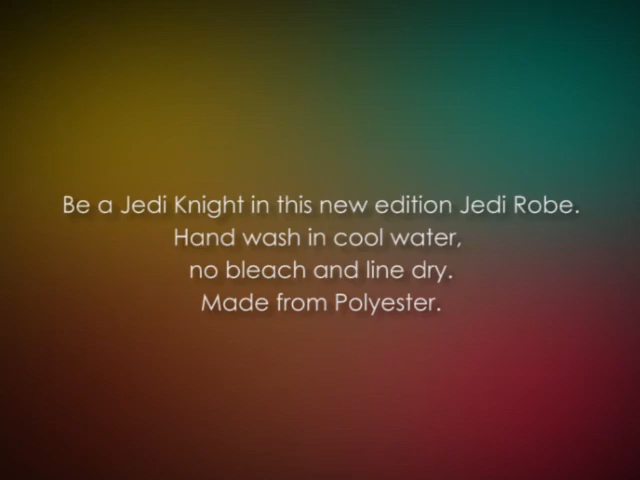 Be a Jedi Knight in this new edition Jedi Robe.
Hand wash in cool water,
no bleach and line dry.
Made from Polyester.